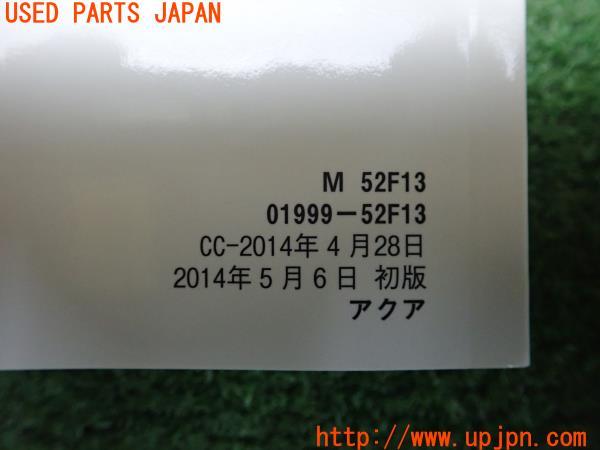 USED PARTS JAPAN
M 52F13
01999-52F13
CC-2014年4月28日
2014年5月6日 初版
アクア
http://www.upjpn.com/